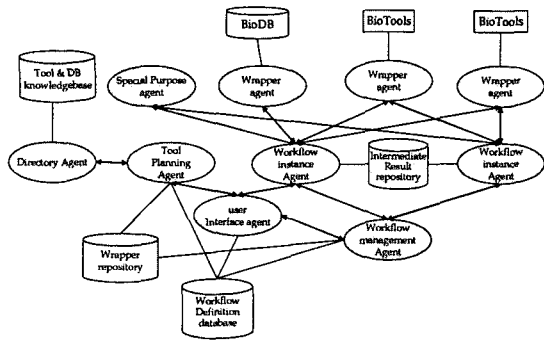 BioDB
BioTools
BioTools
Tool & DB
knowledgebase
Special Purpose
agent
Wrapper
agent
Wrapper
agent
Wrapper
agent
Directory Agent
Tool
Planning
Agent
Workflow
instance
Agent
Intermediate
Result
repository
Workflow
instance
Agent
user
Interface agent
Workflow
management
Agent
Wrapper
repository
Workflow
Definition
database